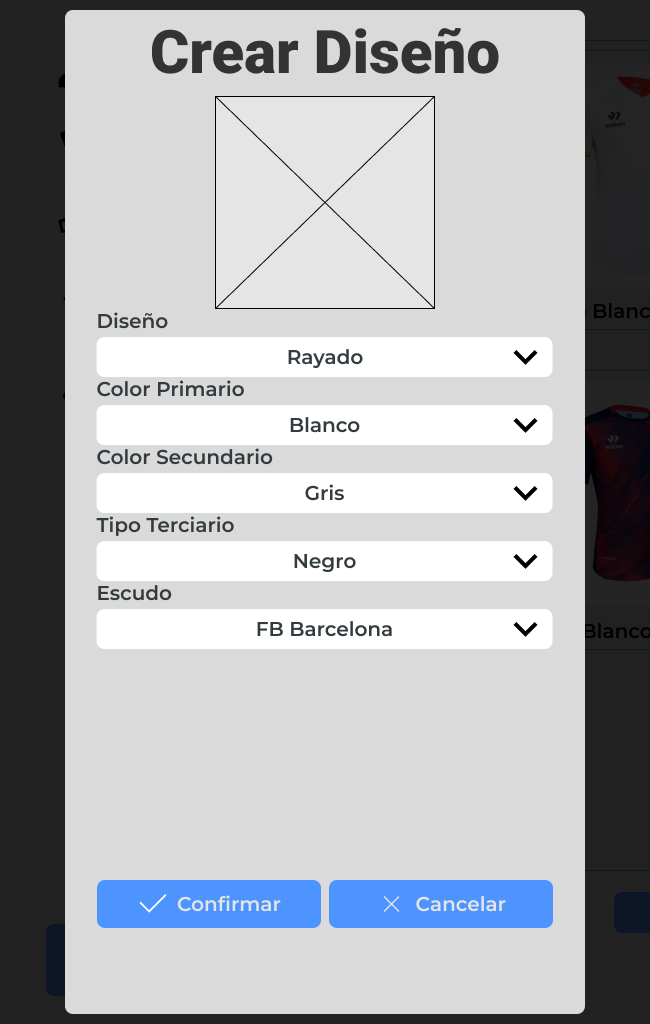 Crear Diseño
Diseño
Rayado
Color Primario
Blanco
Color Secundario
Gris
Tipo Terciario
Negro
Escudo
FB Barcelona
Confirmar
Cancelar
Blanc
Blanco